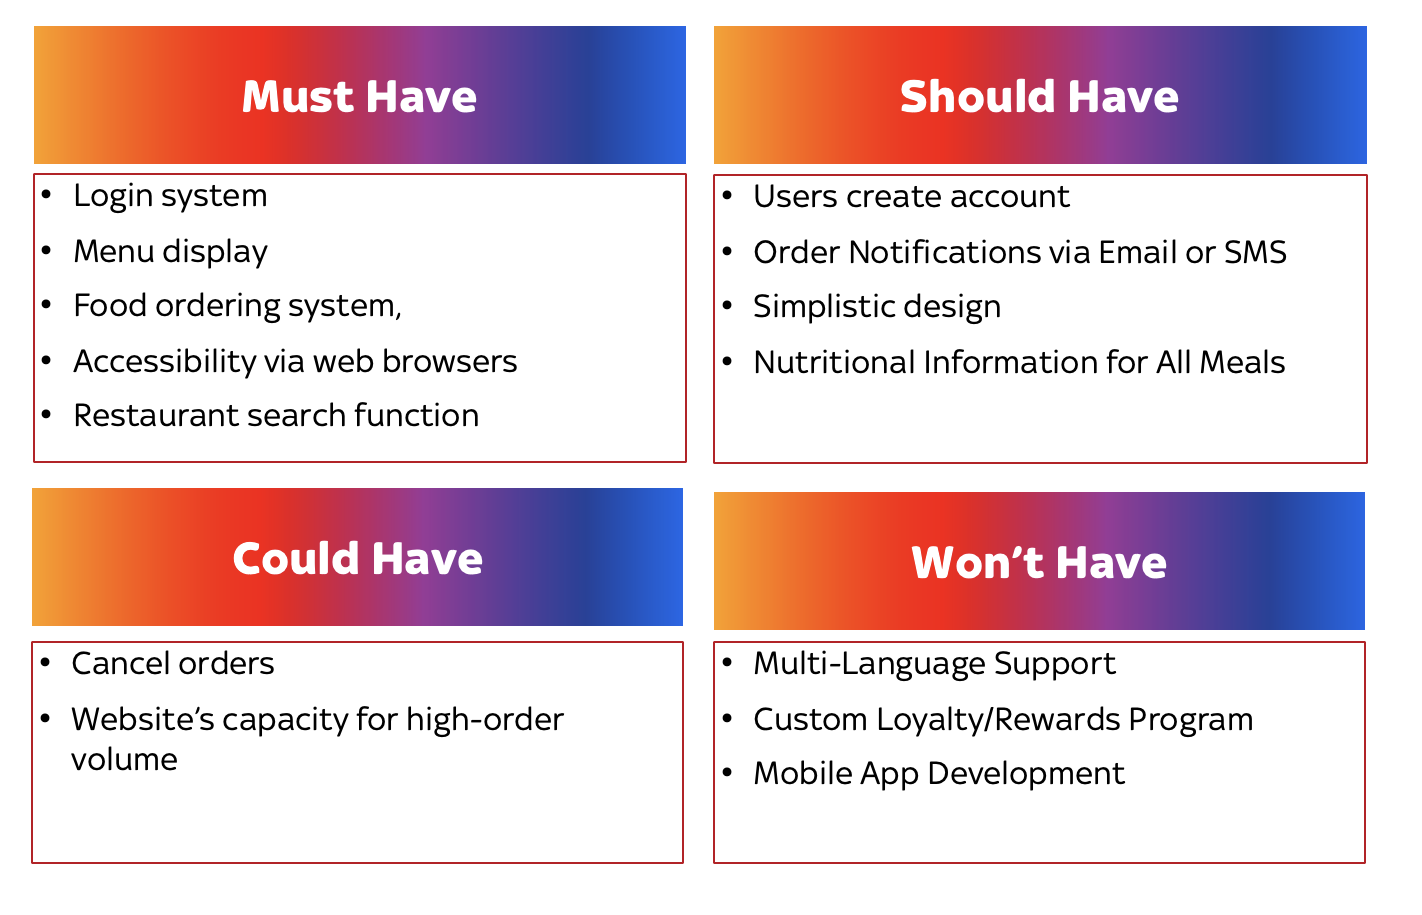 Must Have
• Login system
• Menu display
• Food ordering system,
• Accessibility via web browsers
• Restaurant search function
Should Have
• Users create account
• Order Notifications via Email or SMS
• Simplistic design
• Nutritional Information for All Meals
Could Have
• Cancel orders
• Website’s capacity for high-order
volume
Won’t Have
• Multi-Language Support
• Custom Loyalty/Rewards Program
• Mobile App Development